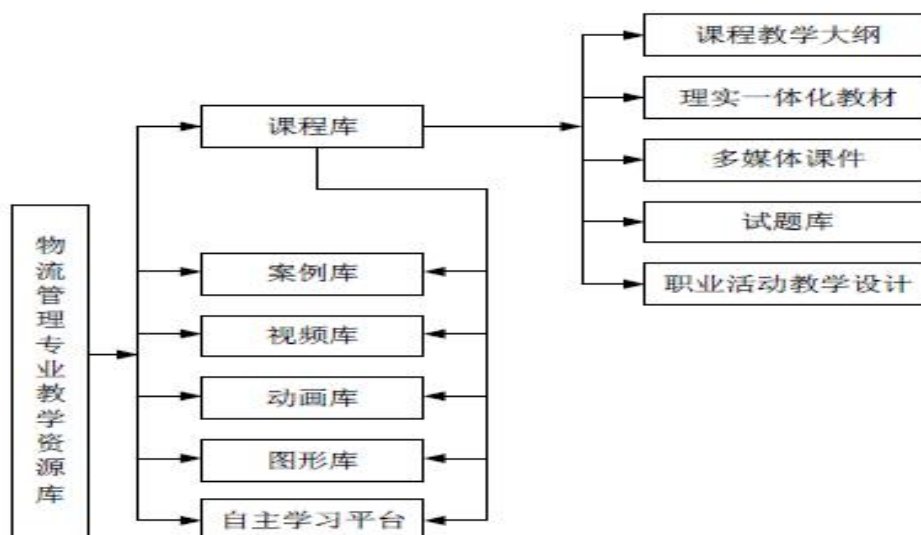 物流管理专业教学资源库
课程库
案例库
视频库
动画库
图形库
自主学习平台
课程教学大纲
理实一体化教材
多媒体课件
试题库
职业活动教学设计